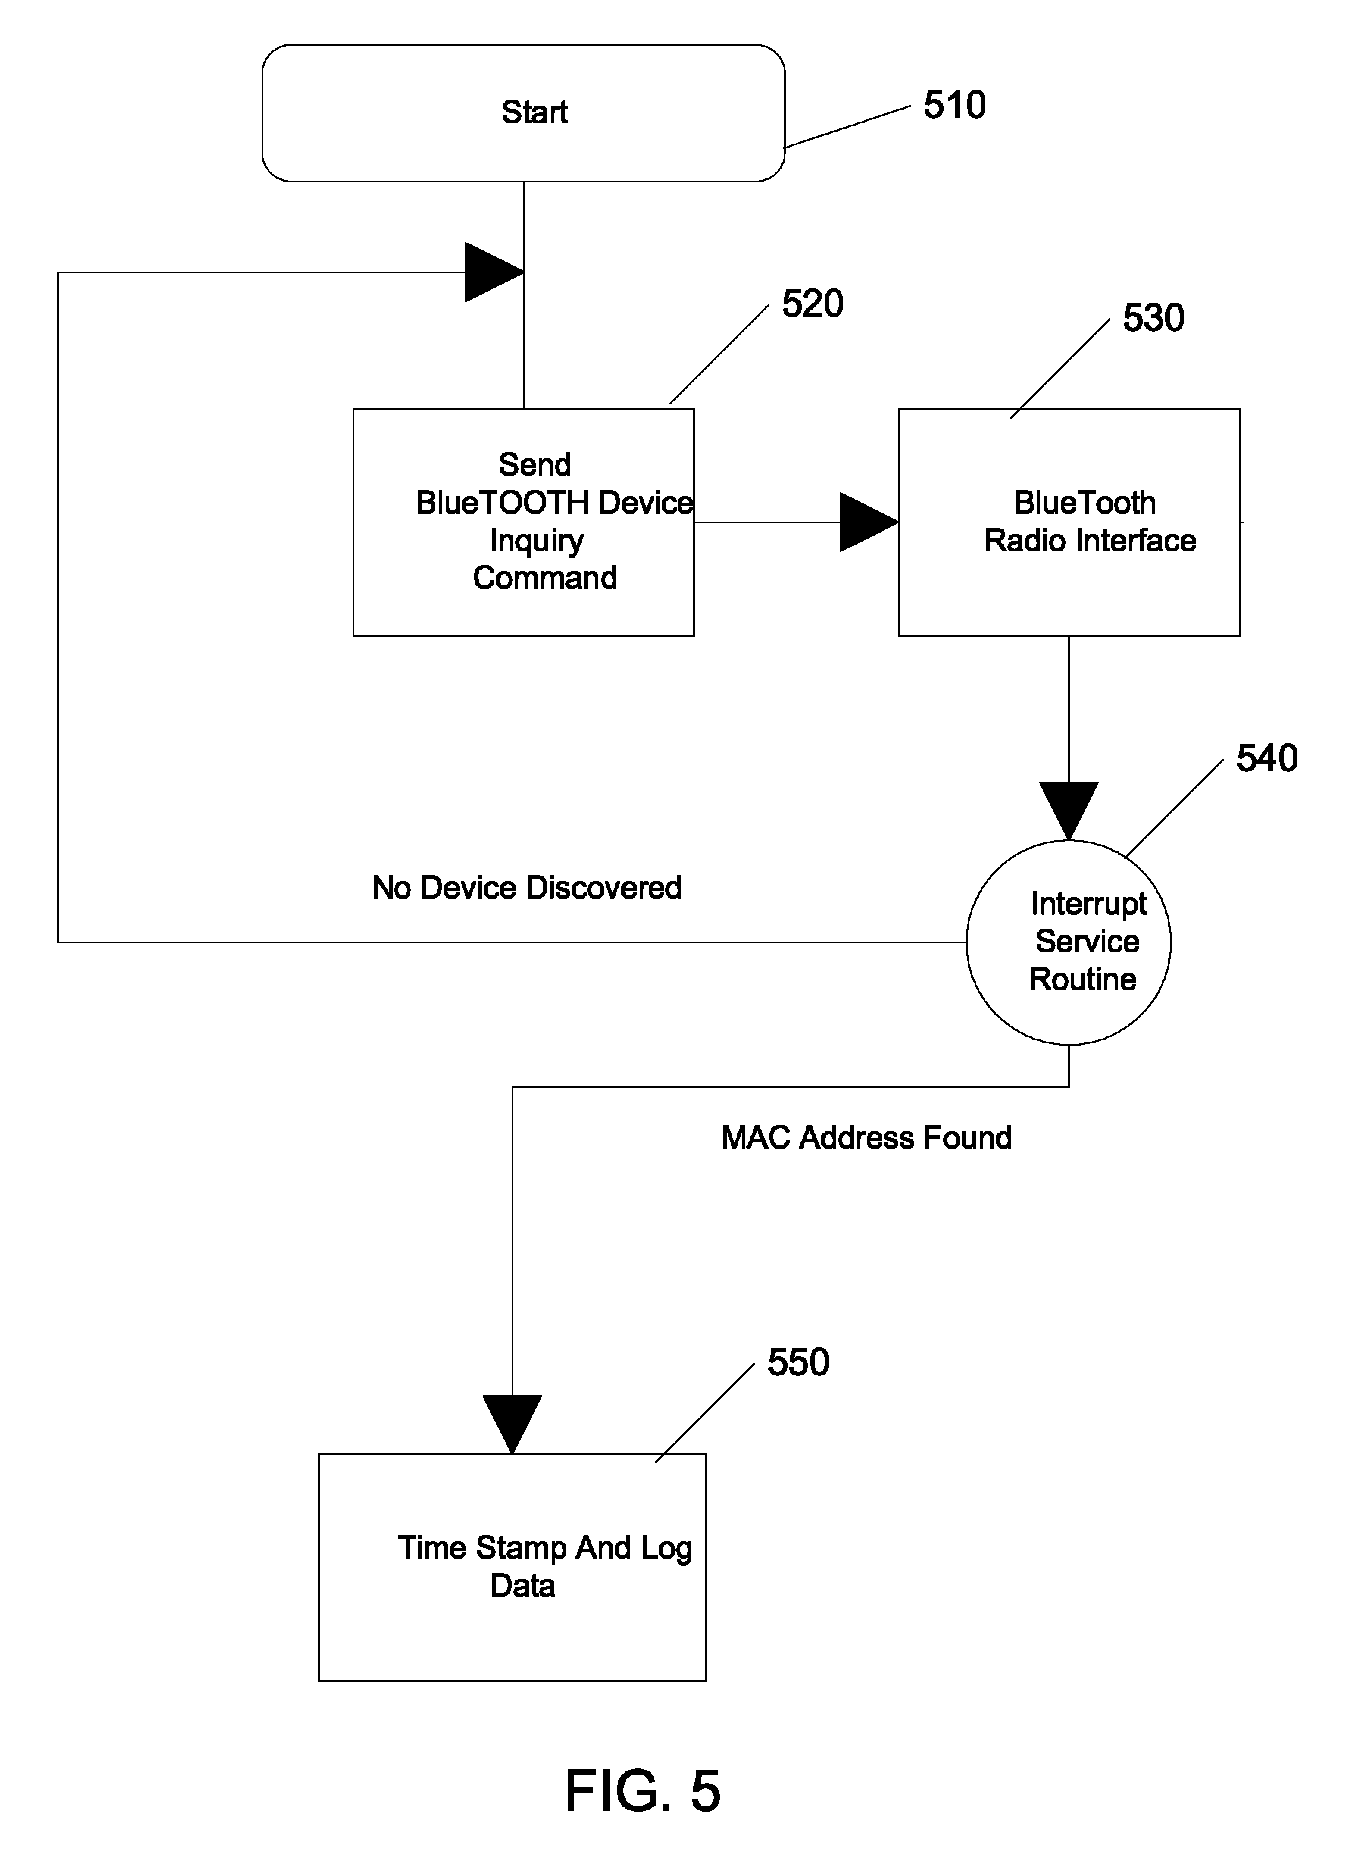 Start
510
520
530
Send
BlueTOOTH Device
Inquiry
Command
BlueTooth
Radio Interface
540
No Device Discovered
Interrupt
Service
Routine
MAC Address Found
550
Time Stamp And Log
Data
FIG. 5